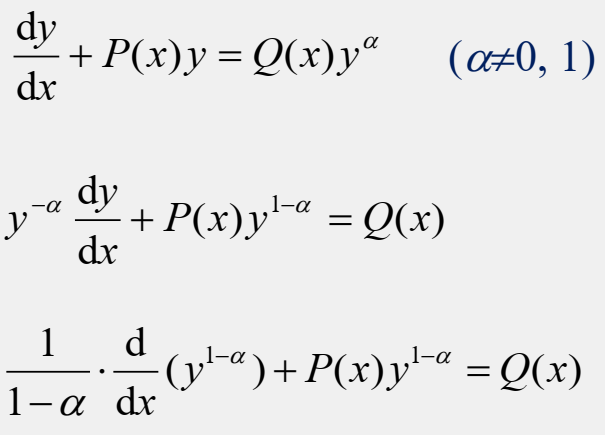 dy/dx + P(x)y = Q(x)y^α (α≠0, 1)
y^{-α} dy/dx + P(x)y^{1-α} = Q(x)
1/(1-α) · d/dx (y^{1-α}) + P(x)y^{1-α} = Q(x)